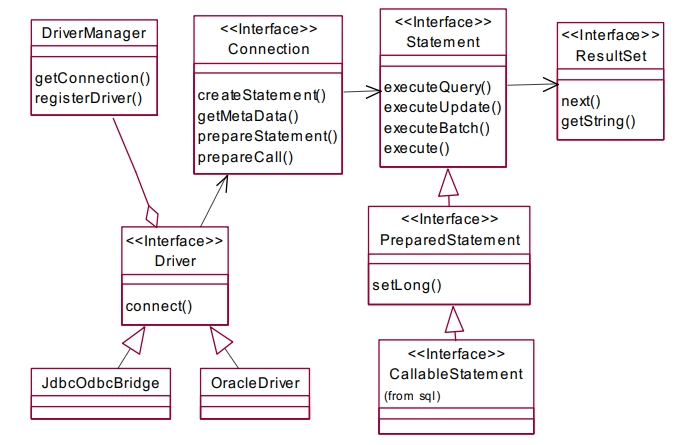 DriverManager
getConnection()
registerDriver()
<<Interface>>
Connection
createStatement()
getMetaData()
prepareStatement()
prepareCall()
<<Interface>>
Statement
executeQuery()
executeUpdate()
executeBatch()
execute()
<<Interface>>
ResultSet
next()
getString()
<<Interface>>
Driver
connect()
<<Interface>>
PreparedStatement
setLong()
JdbcOdbcBridge
OracleDriver
<<Interface>>
CallableStatement
(from sql)